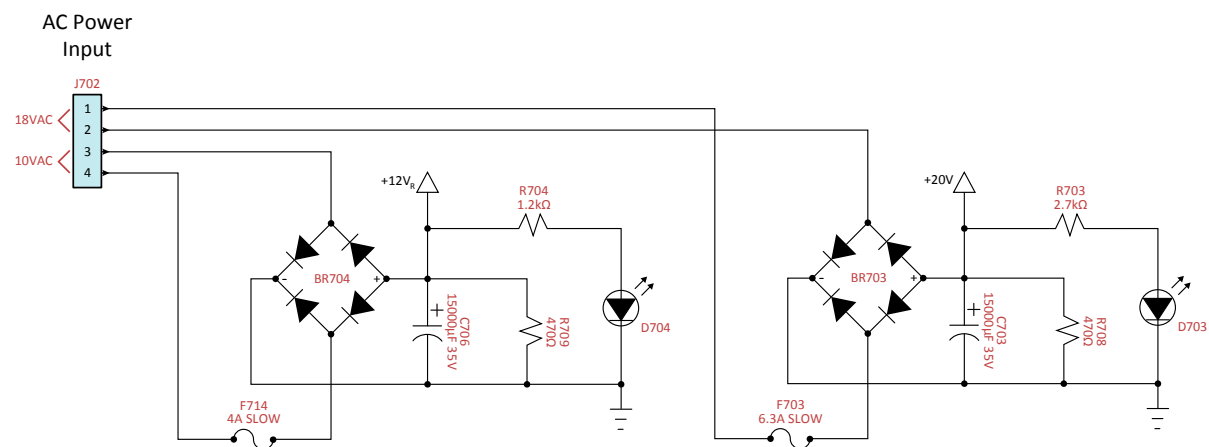 AC Power
Input
J702
18VAC
10VAC
1
2
3
4
+12VR
R704
1.2kΩ
BR704
-
+
+
C706
15000µF 35V
R709
470Ω
D704
F714
4A SLOW
+20V
R703
2.7kΩ
BR703
-
+
+
C703
15000µF 35V
R708
470Ω
D703
F703
6.3A SLOW